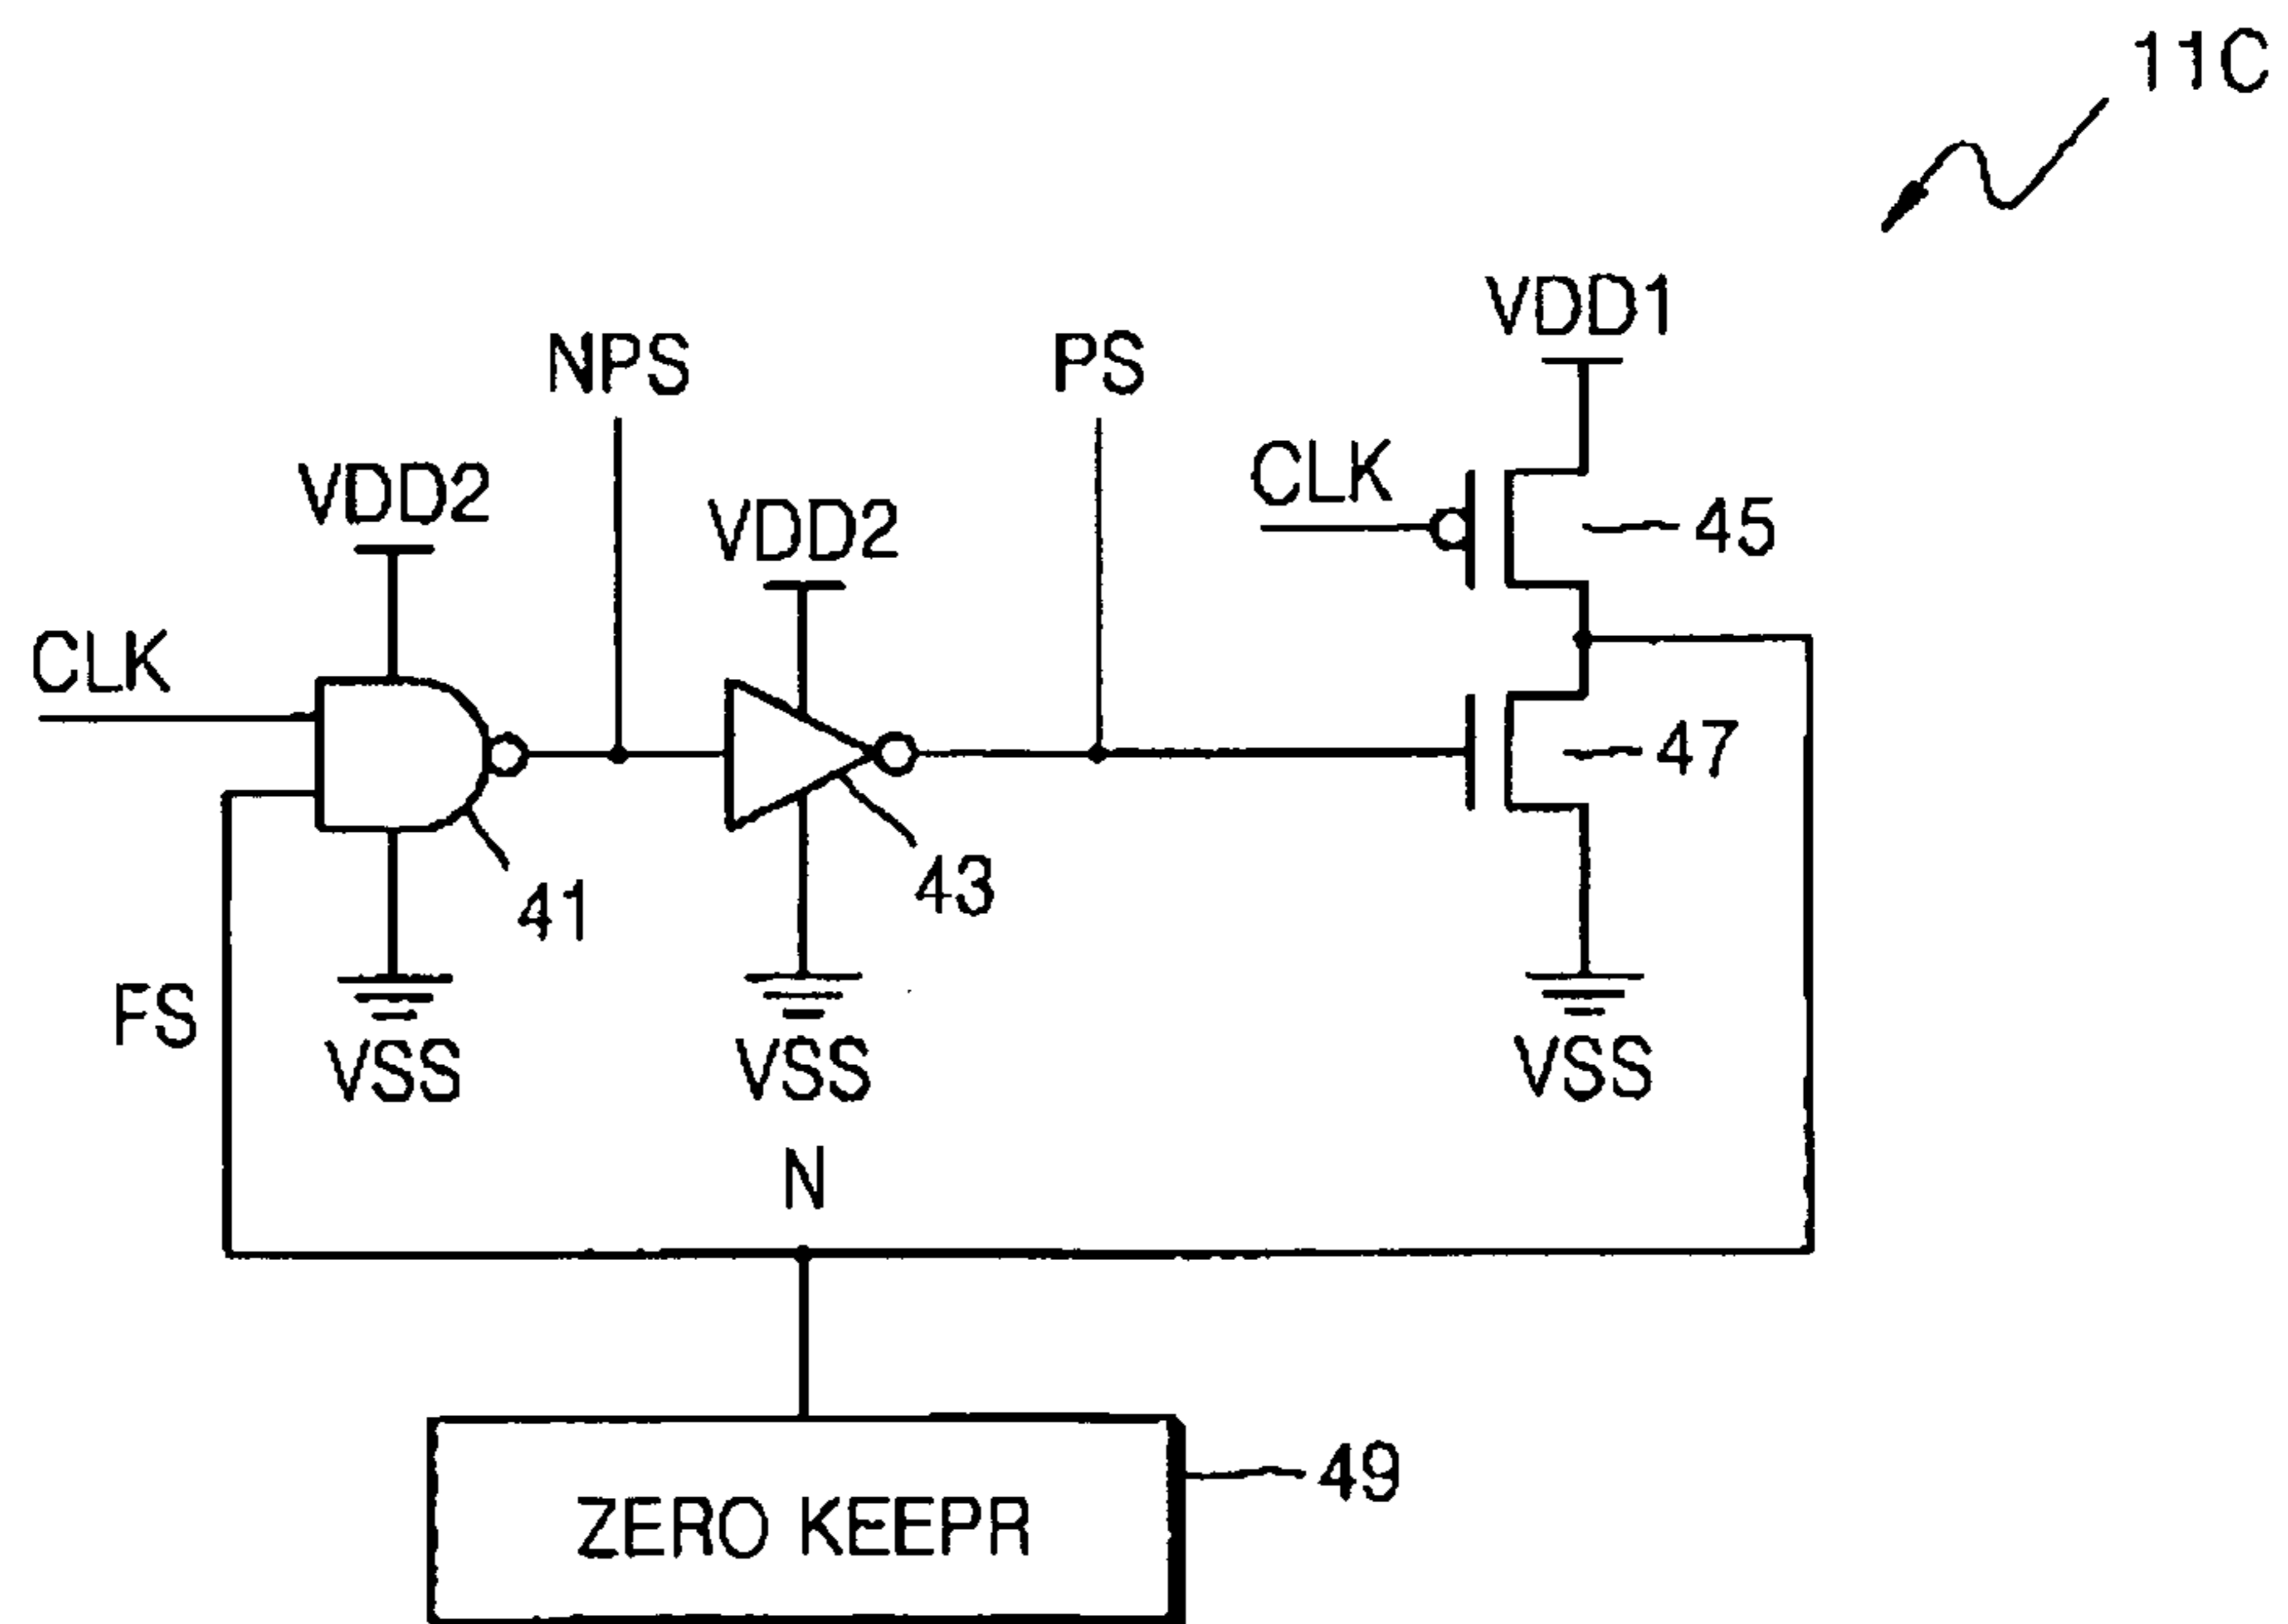 11C
VDD1
NPS
PS
CLK
VDD2
VDD2
45
CLK
47
43
41
FS
VSS
VSS
VSS
N
49
ZERO KEEPR